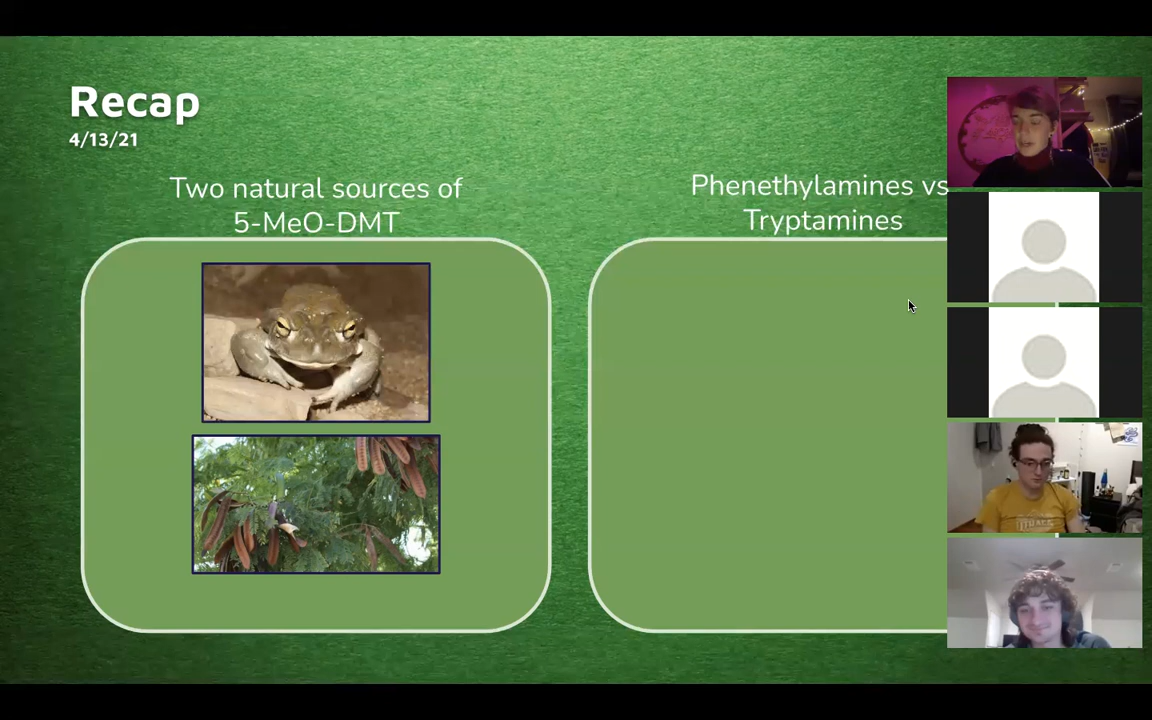 Recap
4/13/21
Two natural sources of
5-MeO-DMT
Phenethylamines vs
Tryptamines